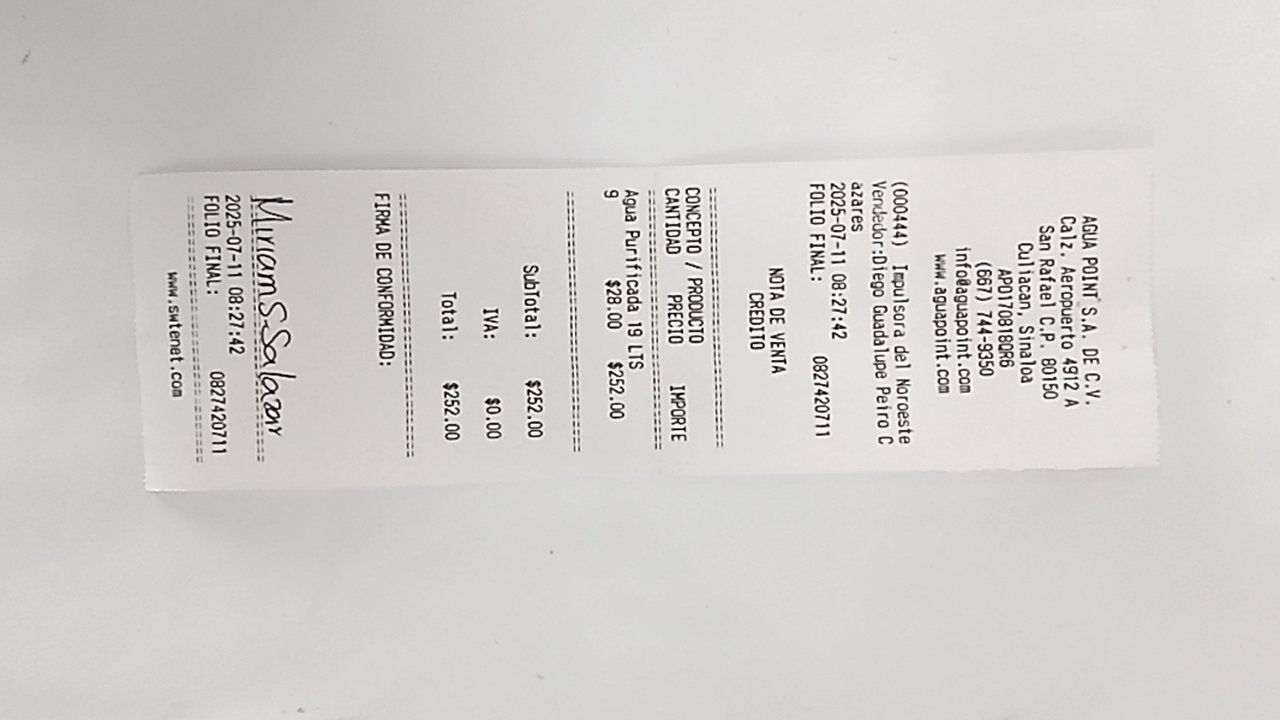 AGUA POINT S.A. DE C.V.
Calz. Aeropuerto 4912 A
San Rafael C.P. 80150
Culiacan, Sinaloa
APO170818QR6
(667) 744-9350
info@aguapoint.com
www.aguapoint.com
(000444) Impulsora del Noroeste
Vendedor:Diego Guadalupe Peiro C
azares
2025-07-11 08:27:42
FOLIO FINAL: 0827420711
NOTA DE VENTA
CREDITO
================================
CONCEPTO / PRODUCTO
CANTIDAD PRECIO IMPORTE
================================
Agua Purificada 19 LTS
9 $28.00 $252.00
================================
SubTotal: $252.00
IVA: $0.00
Total: $252.00
================================
FIRMA DE CONFORMIDAD:
Miriam S Salazar
================================
2025-07-11 08:27:42
FOLIO FINAL: 0827420711
================================
www.swtenet.com